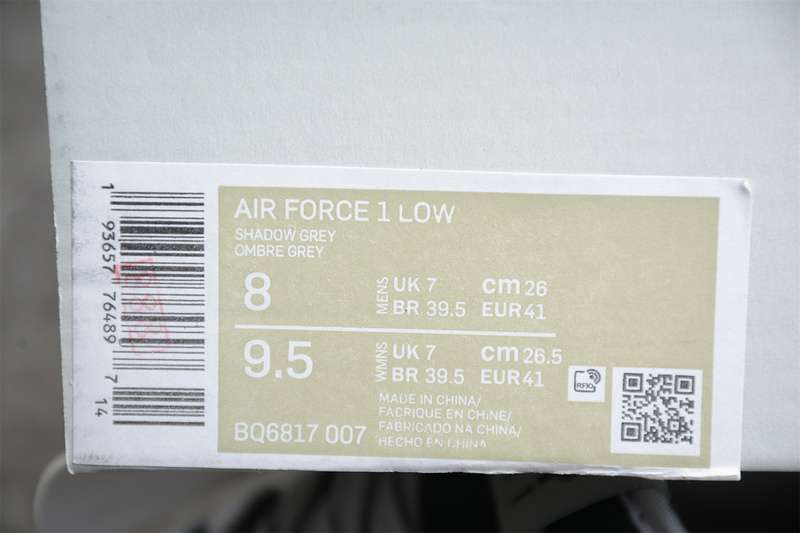 AIR FORCE 1 LOW
SHADOW GREY
OMBRE GREY
8 MENS UK 7 cm 26
BR 39.5 EUR 41
9.5 WMNS UK 7 cm 26.5
BR 39.5 EUR 41
MADE IN CHINA/
FABRIQUE EN CHINE/
FABRICADO NA CHINA/
HECHO EN CHINA
BQ6817 007
RFID
1 93657 76489 7 14